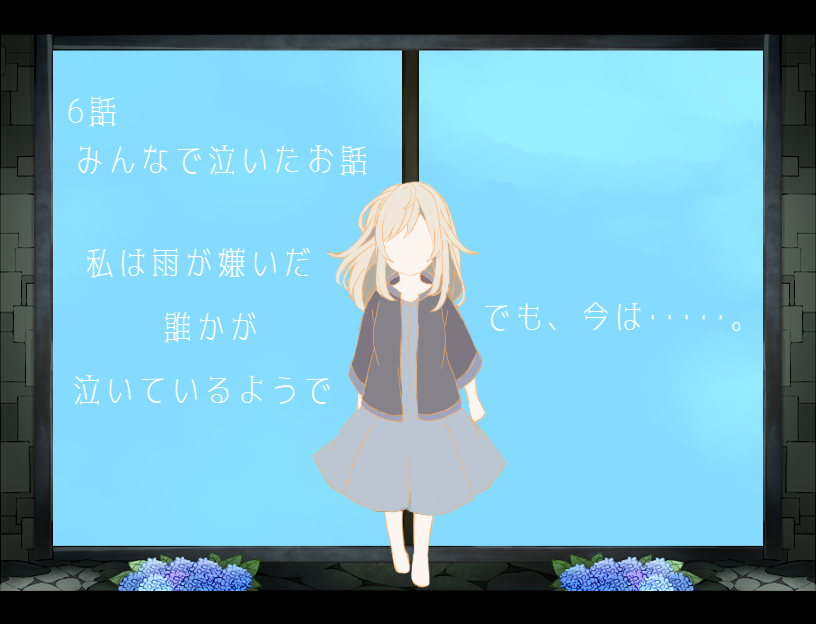 6話
みんなで泣いたお話
私は雨が嫌いだ
誰かが
泣いているようで
でも、今は・・・・・。